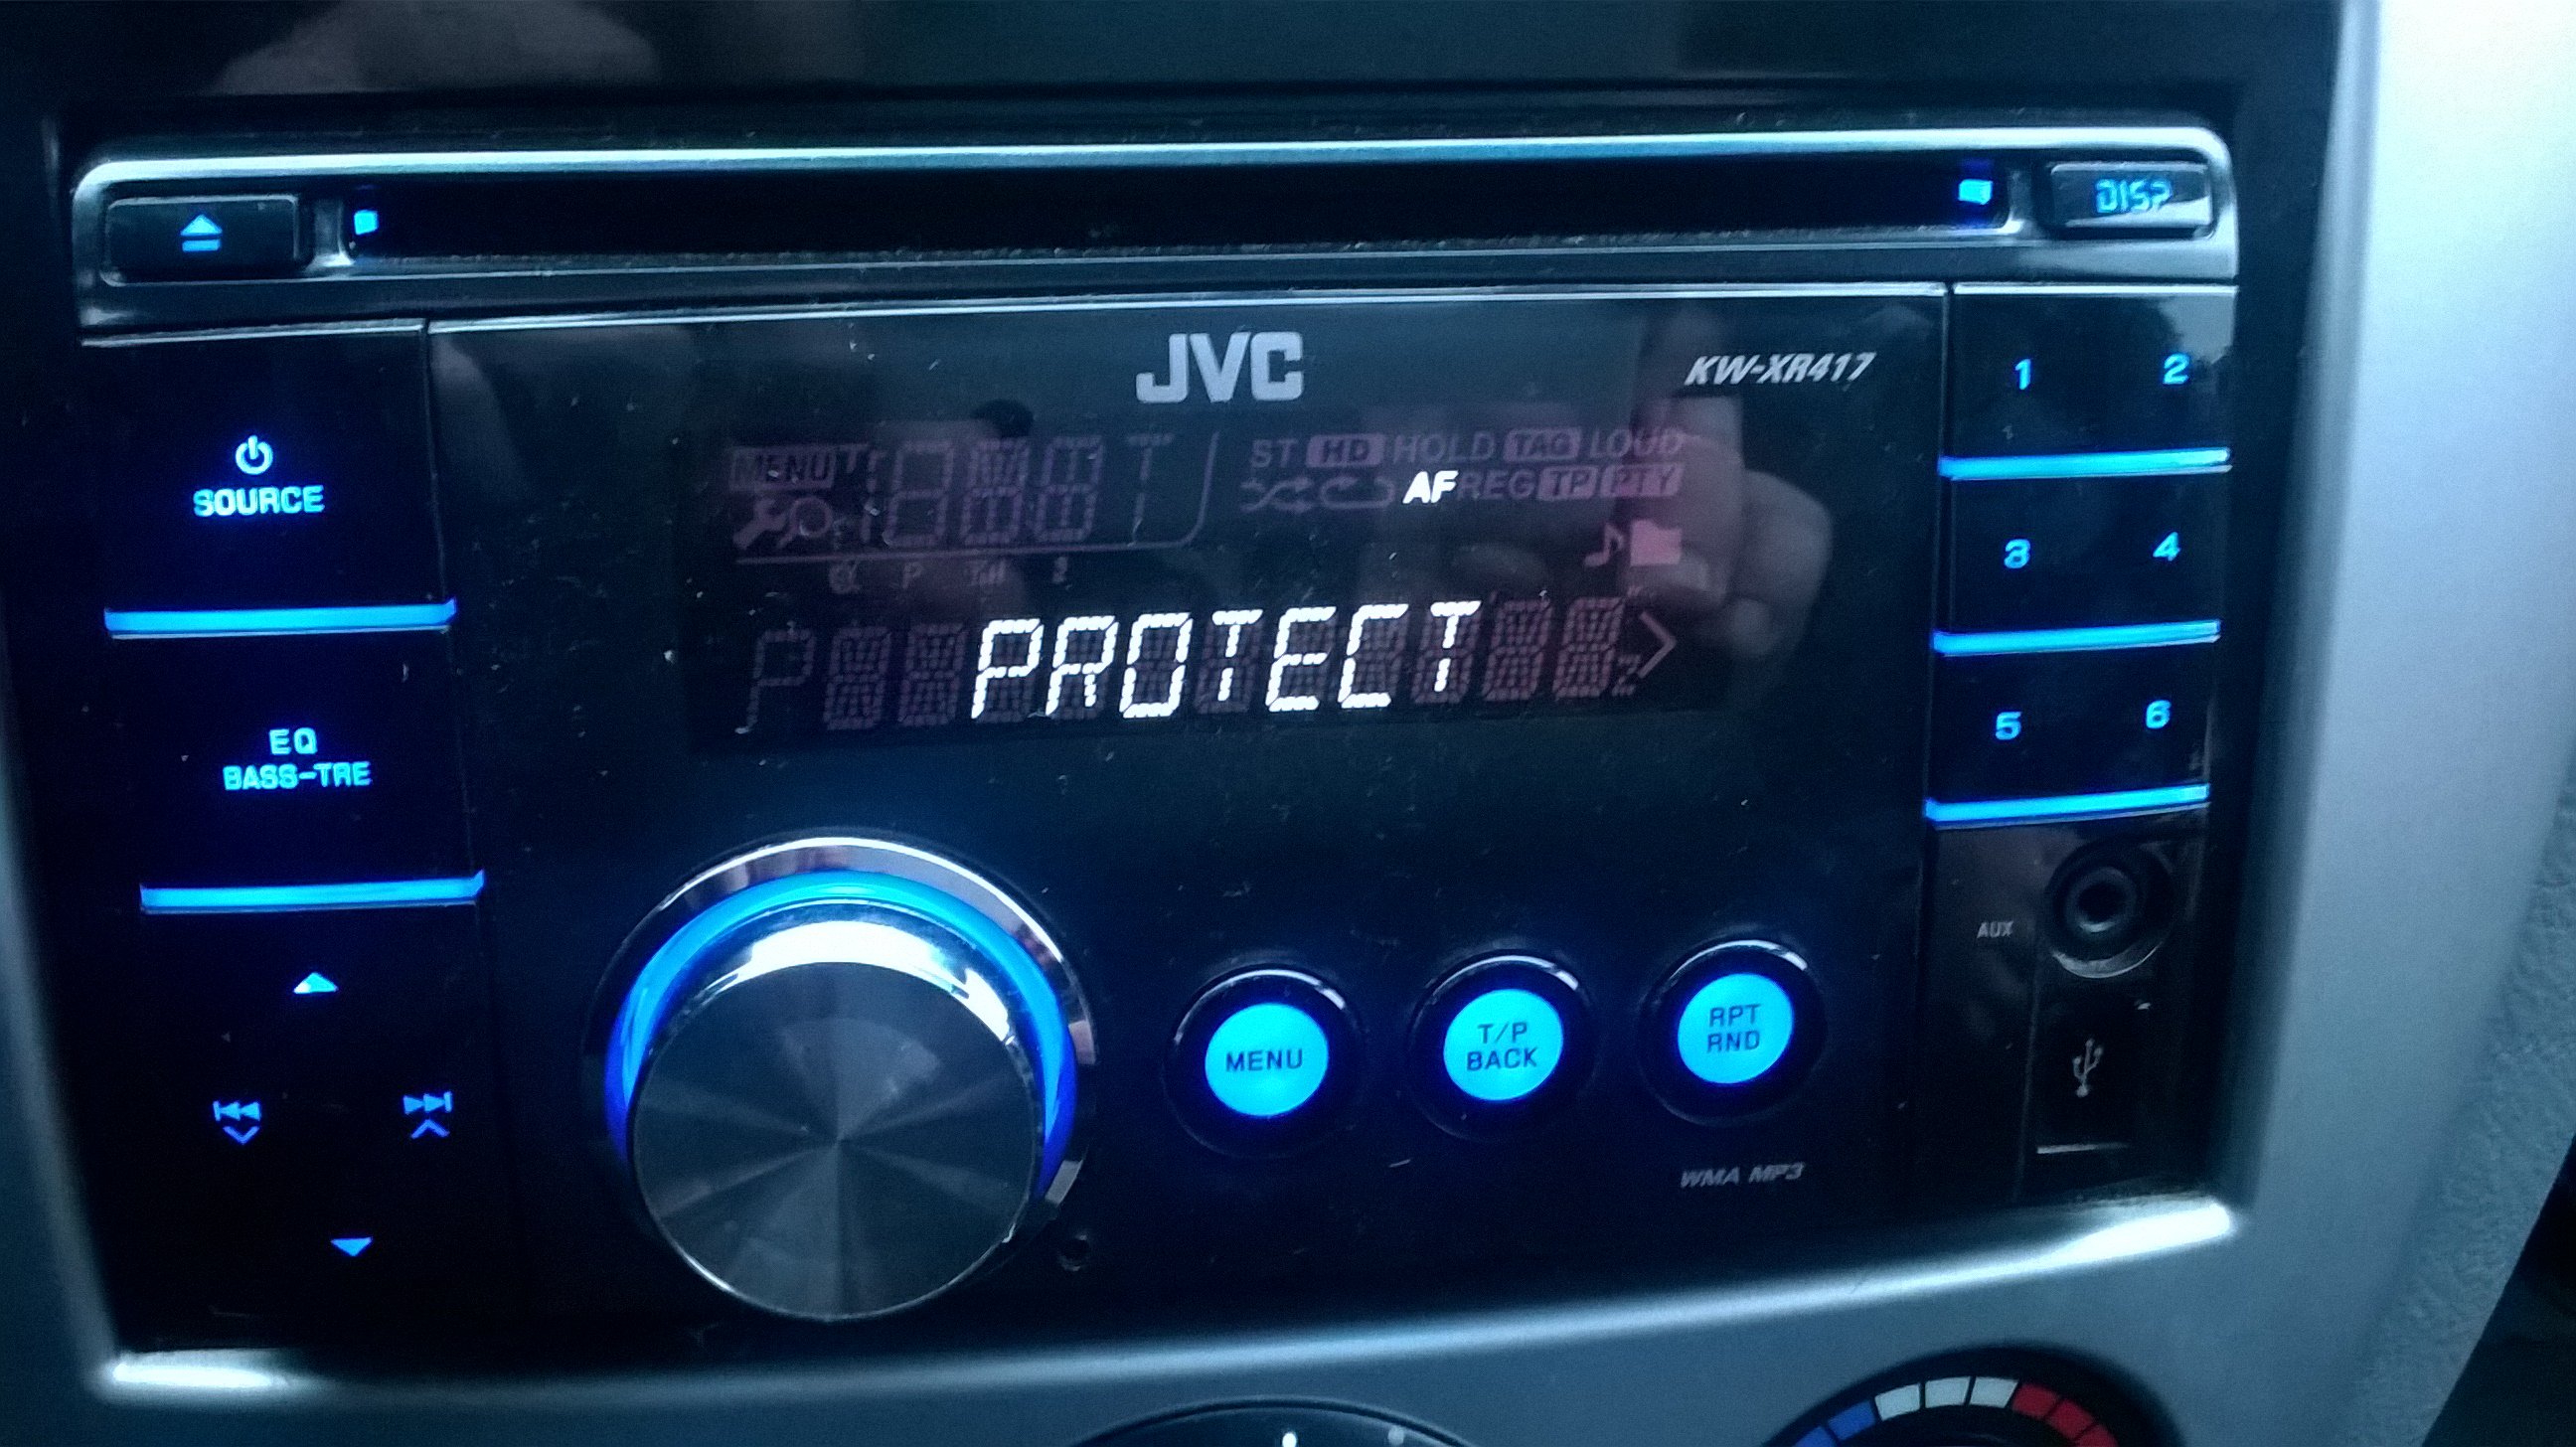 DISP
JVC
KW-XR417
1 2
SOURCE
MENU
ST HD HOLD TAG LOUD
AF REG TP PTY
3 4
PROTECT
EQ
BASS-TRE
5 6
AUX
MENU
T/P
BACK
RPT
RND
WMA MP3